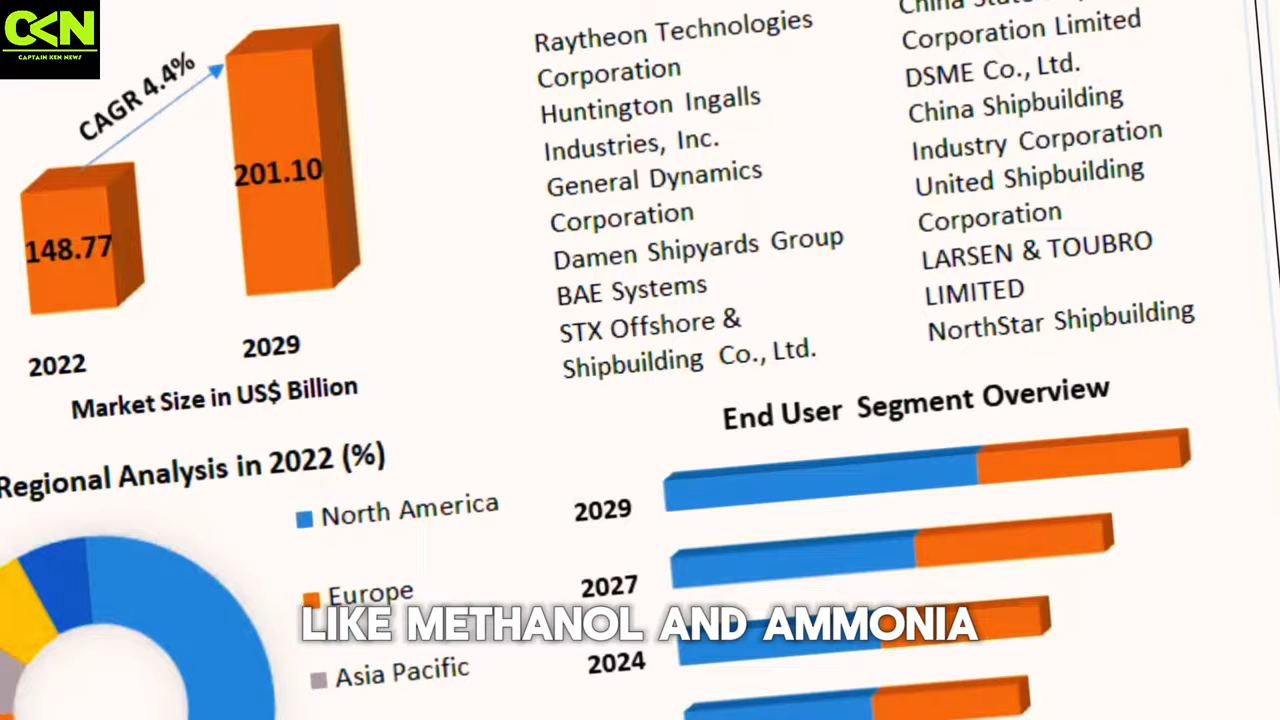 CKN
CAPTAIN KEN NEWS
CAGR 4.4%
148.77
201.10
2022
2029
Market Size in US$ Billion
Raytheon Technologies
Corporation
Huntington Ingalls
Industries, Inc.
General Dynamics
Corporation
Damen Shipyards Group
BAE Systems
STX Offshore &
Shipbuilding Co., Ltd.
China
Corporation Limited
DSME Co., Ltd.
China Shipbuilding
Industry Corporation
United Shipbuilding
Corporation
LARSEN & TOUBRO
LIMITED
NorthStar Shipbuilding
Regional Analysis in 2022 (%)
North America
Europe
Asia Pacific
End User Segment Overview
2029
2027
2024
LIKE METHANOL AND AMMONIA